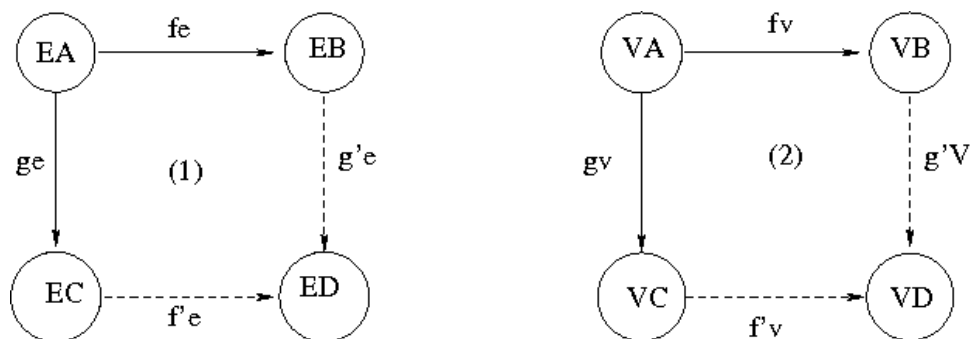 fe
fv
EA
EB
VA
VB
ge
(1)
g'e
gv
(2)
g'V
EC
ED
VC
VD
f'e
f'v